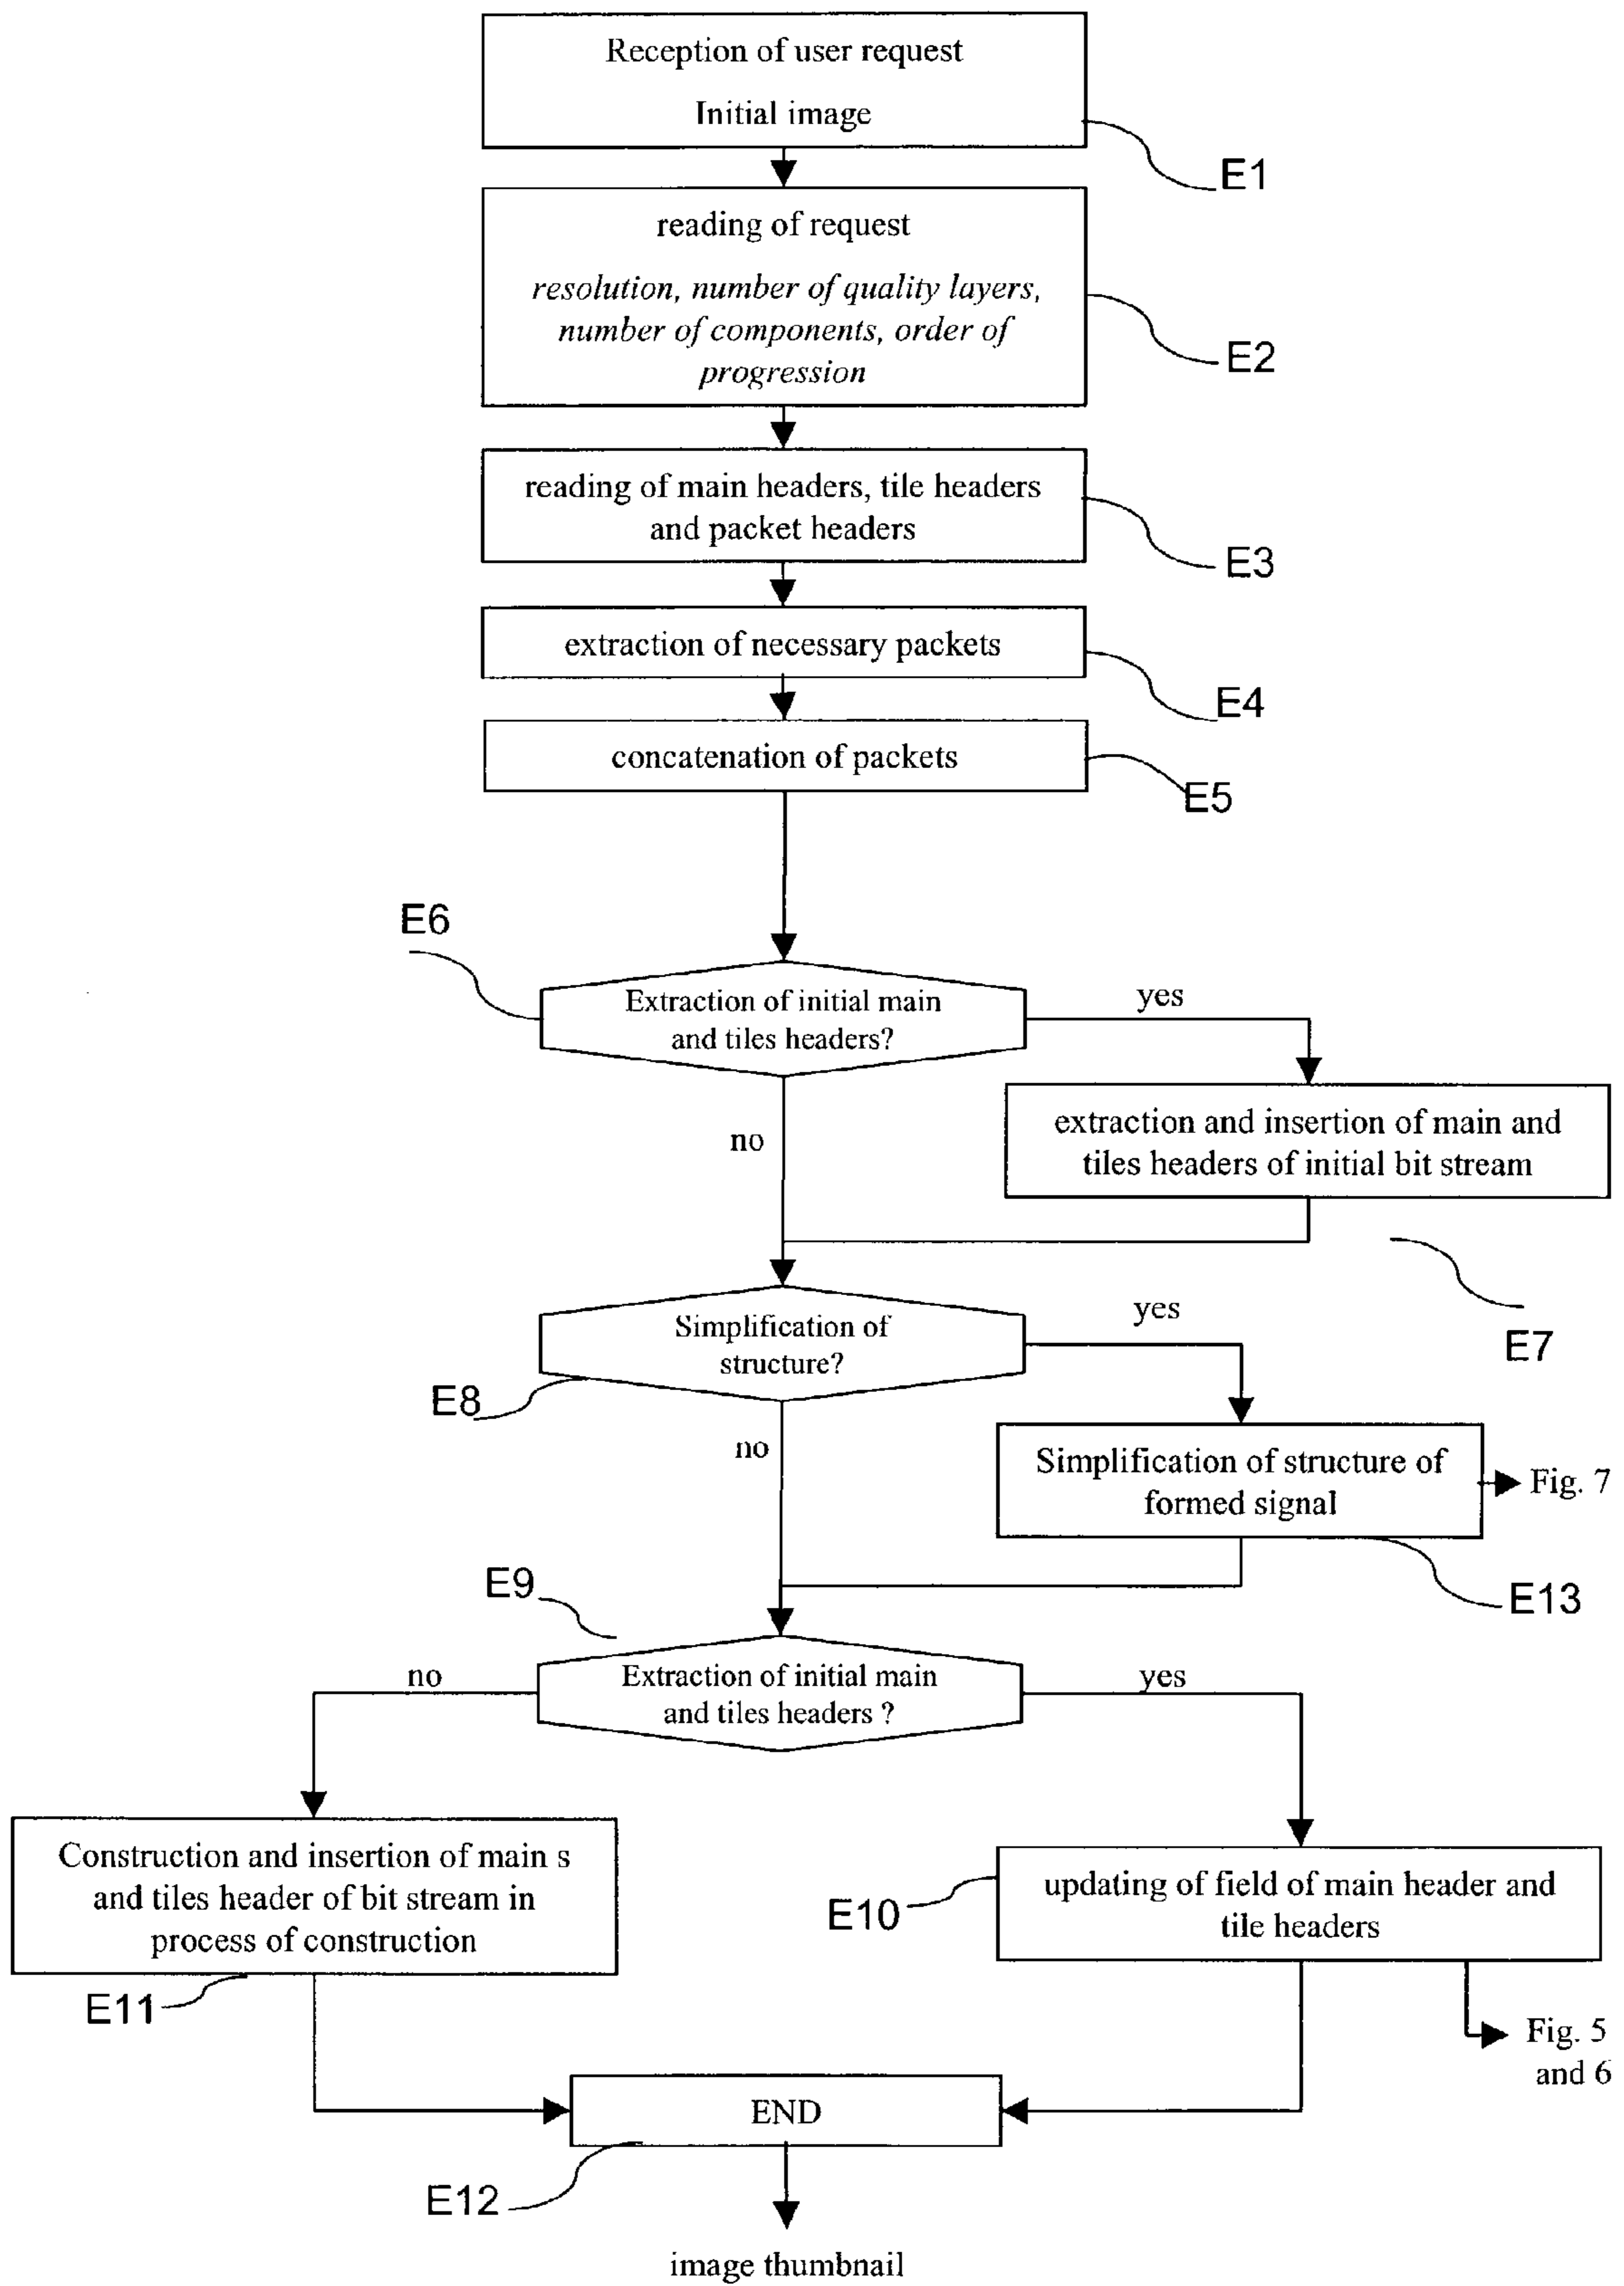 Reception of user request
Initial image
E1
reading of request
resolution, number of quality layers,
number of components, order of
progression
E2
reading of main headers, tile headers
and packet headers
E3
extraction of necessary packets
E4
concatenation of packets
E5
E6
Extraction of initial main
and tiles headers?
yes
no
extraction and insertion of main and
tiles headers of initial bit stream
E7
Simplification of
structure?
yes
E8
no
Simplification of structure of
formed signal
Fig. 7
E13
E9
Extraction of initial main
and tiles headers ?
no
yes
Construction and insertion of main s
and tiles header of bit stream in
process of construction
E11
updating of field of main header and
tile headers
E10
Fig. 5
and 6
END
E12
image thumbnail